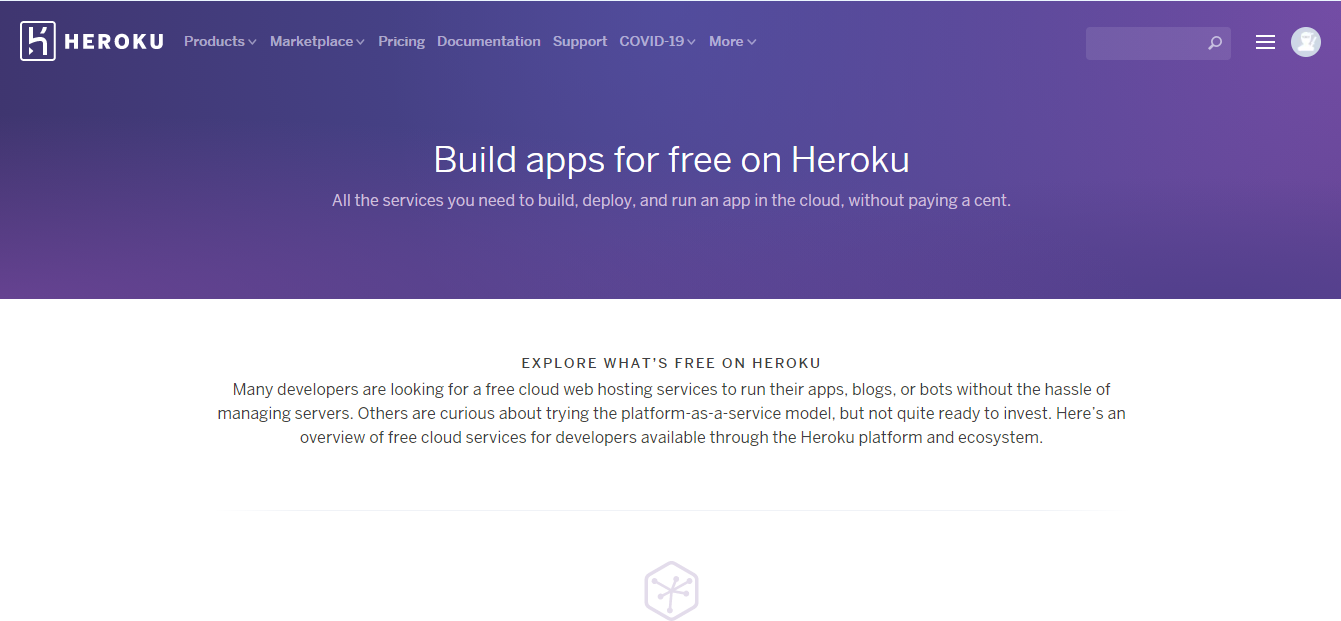 HEROKU Products Marketplace Pricing Documentation Support COVID-19 More
Build apps for free on Heroku
All the services you need to build, deploy, and run an app in the cloud, without paying a cent.
EXPLORE WHAT'S FREE ON HEROKU
Many developers are looking for a free cloud web hosting services to run their apps, blogs, or bots without the hassle of
managing servers. Others are curious about trying the platform-as-a-service model, but not quite ready to invest. Here's an
overview of free cloud services for developers available through the Heroku platform and ecosystem.